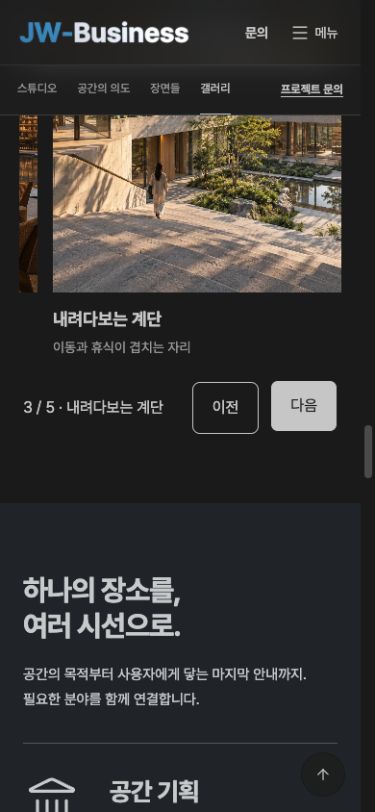 JW-Business
문의
메뉴
스튜디오 공간의 의도 장면들 갤러리 프로젝트 문의
내려다보는 계단
이동과 휴식이 겹치는 자리
3 / 5 · 내려다보는 계단
이전
다음
하나의 장소를,
여러 시선으로.
공간의 목적부터 사용자에게 닿는 마지막 안내까지.
필요한 분야를 함께 연결합니다.
공간 기획